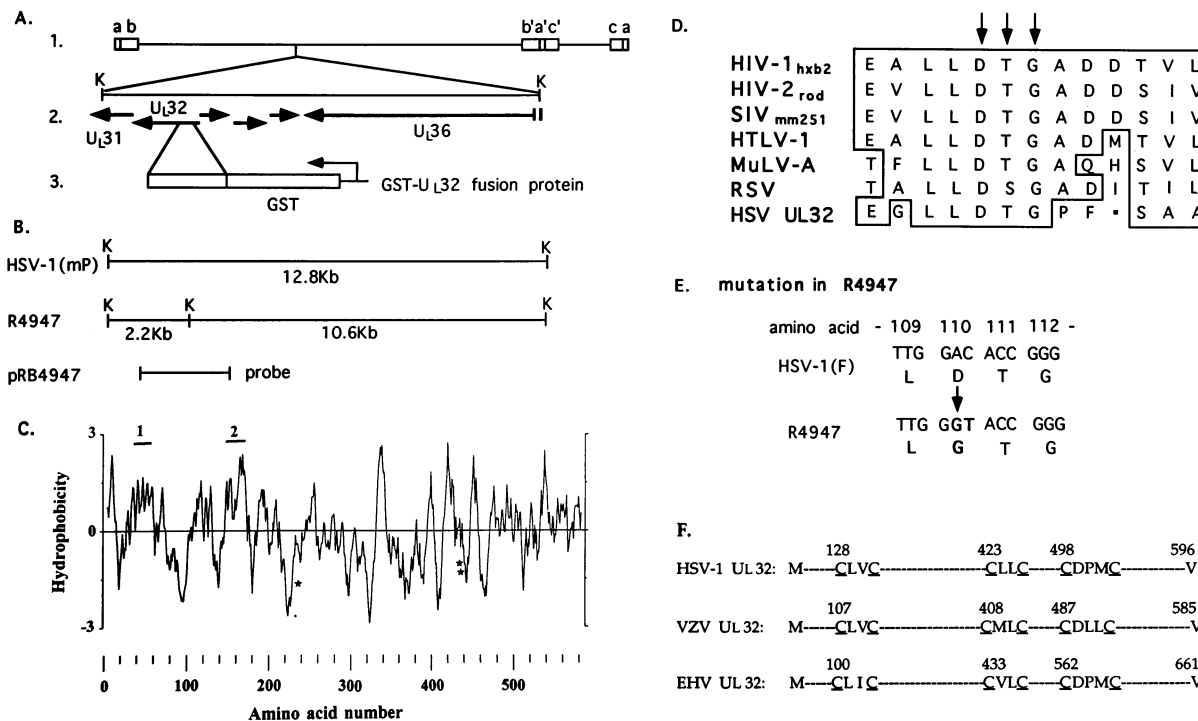 A.
a b b' a' c' c a
1.
K K
2.
UL31 UL32 UL36
3.
GST-UL32 fusion protein
GST
B.
K K
HSV-1(mP)
12.8Kb
K K K
R4947
2.2Kb 10.6Kb
pRB4947 probe
C.
3 1 2
Hydrophobicity
0
-3
0 100 200 300 400 500
Amino acid number
D.
HIV-1hxb2 E A L L D T G A D D T V L
HIV-2rod E V L L D T G A D D S I V
SIVmm251 E V L L D T G A D D S I V
HTLV-1 E A L L D T G A D M T V L
MuLV-A T F L L D T G A Q H S V L
RSV T A L L D S G A D I T I L
HSV UL32 E G L L D T G P F · S A A
E. mutation in R4947
amino acid - 109 110 111 112 -
TTG GAC ACC GGG
HSV-1(F)
L D T G
TTG GGT ACC GGG
R4947
L G T G
F.
128 423 498 596
HSV-1 UL32: M-----CLVC--------------CLLC-----CDPMC---------V
107 408 487 585
VZV UL32: M-----CLVC--------------CMLC-----CDLLC---------V
100 433 562 661
EHV UL32: M-----CLIC--------------CVLC-----CDPMC---------V